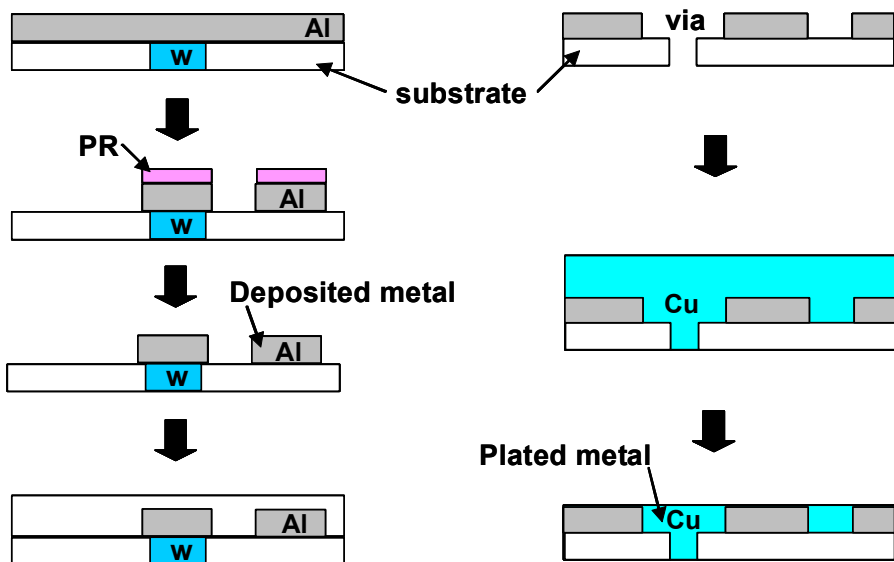 Al
W
substrate
PR
Al
W
Deposited metal
Al
W
Al
W
via
Cu
Plated metal
Cu